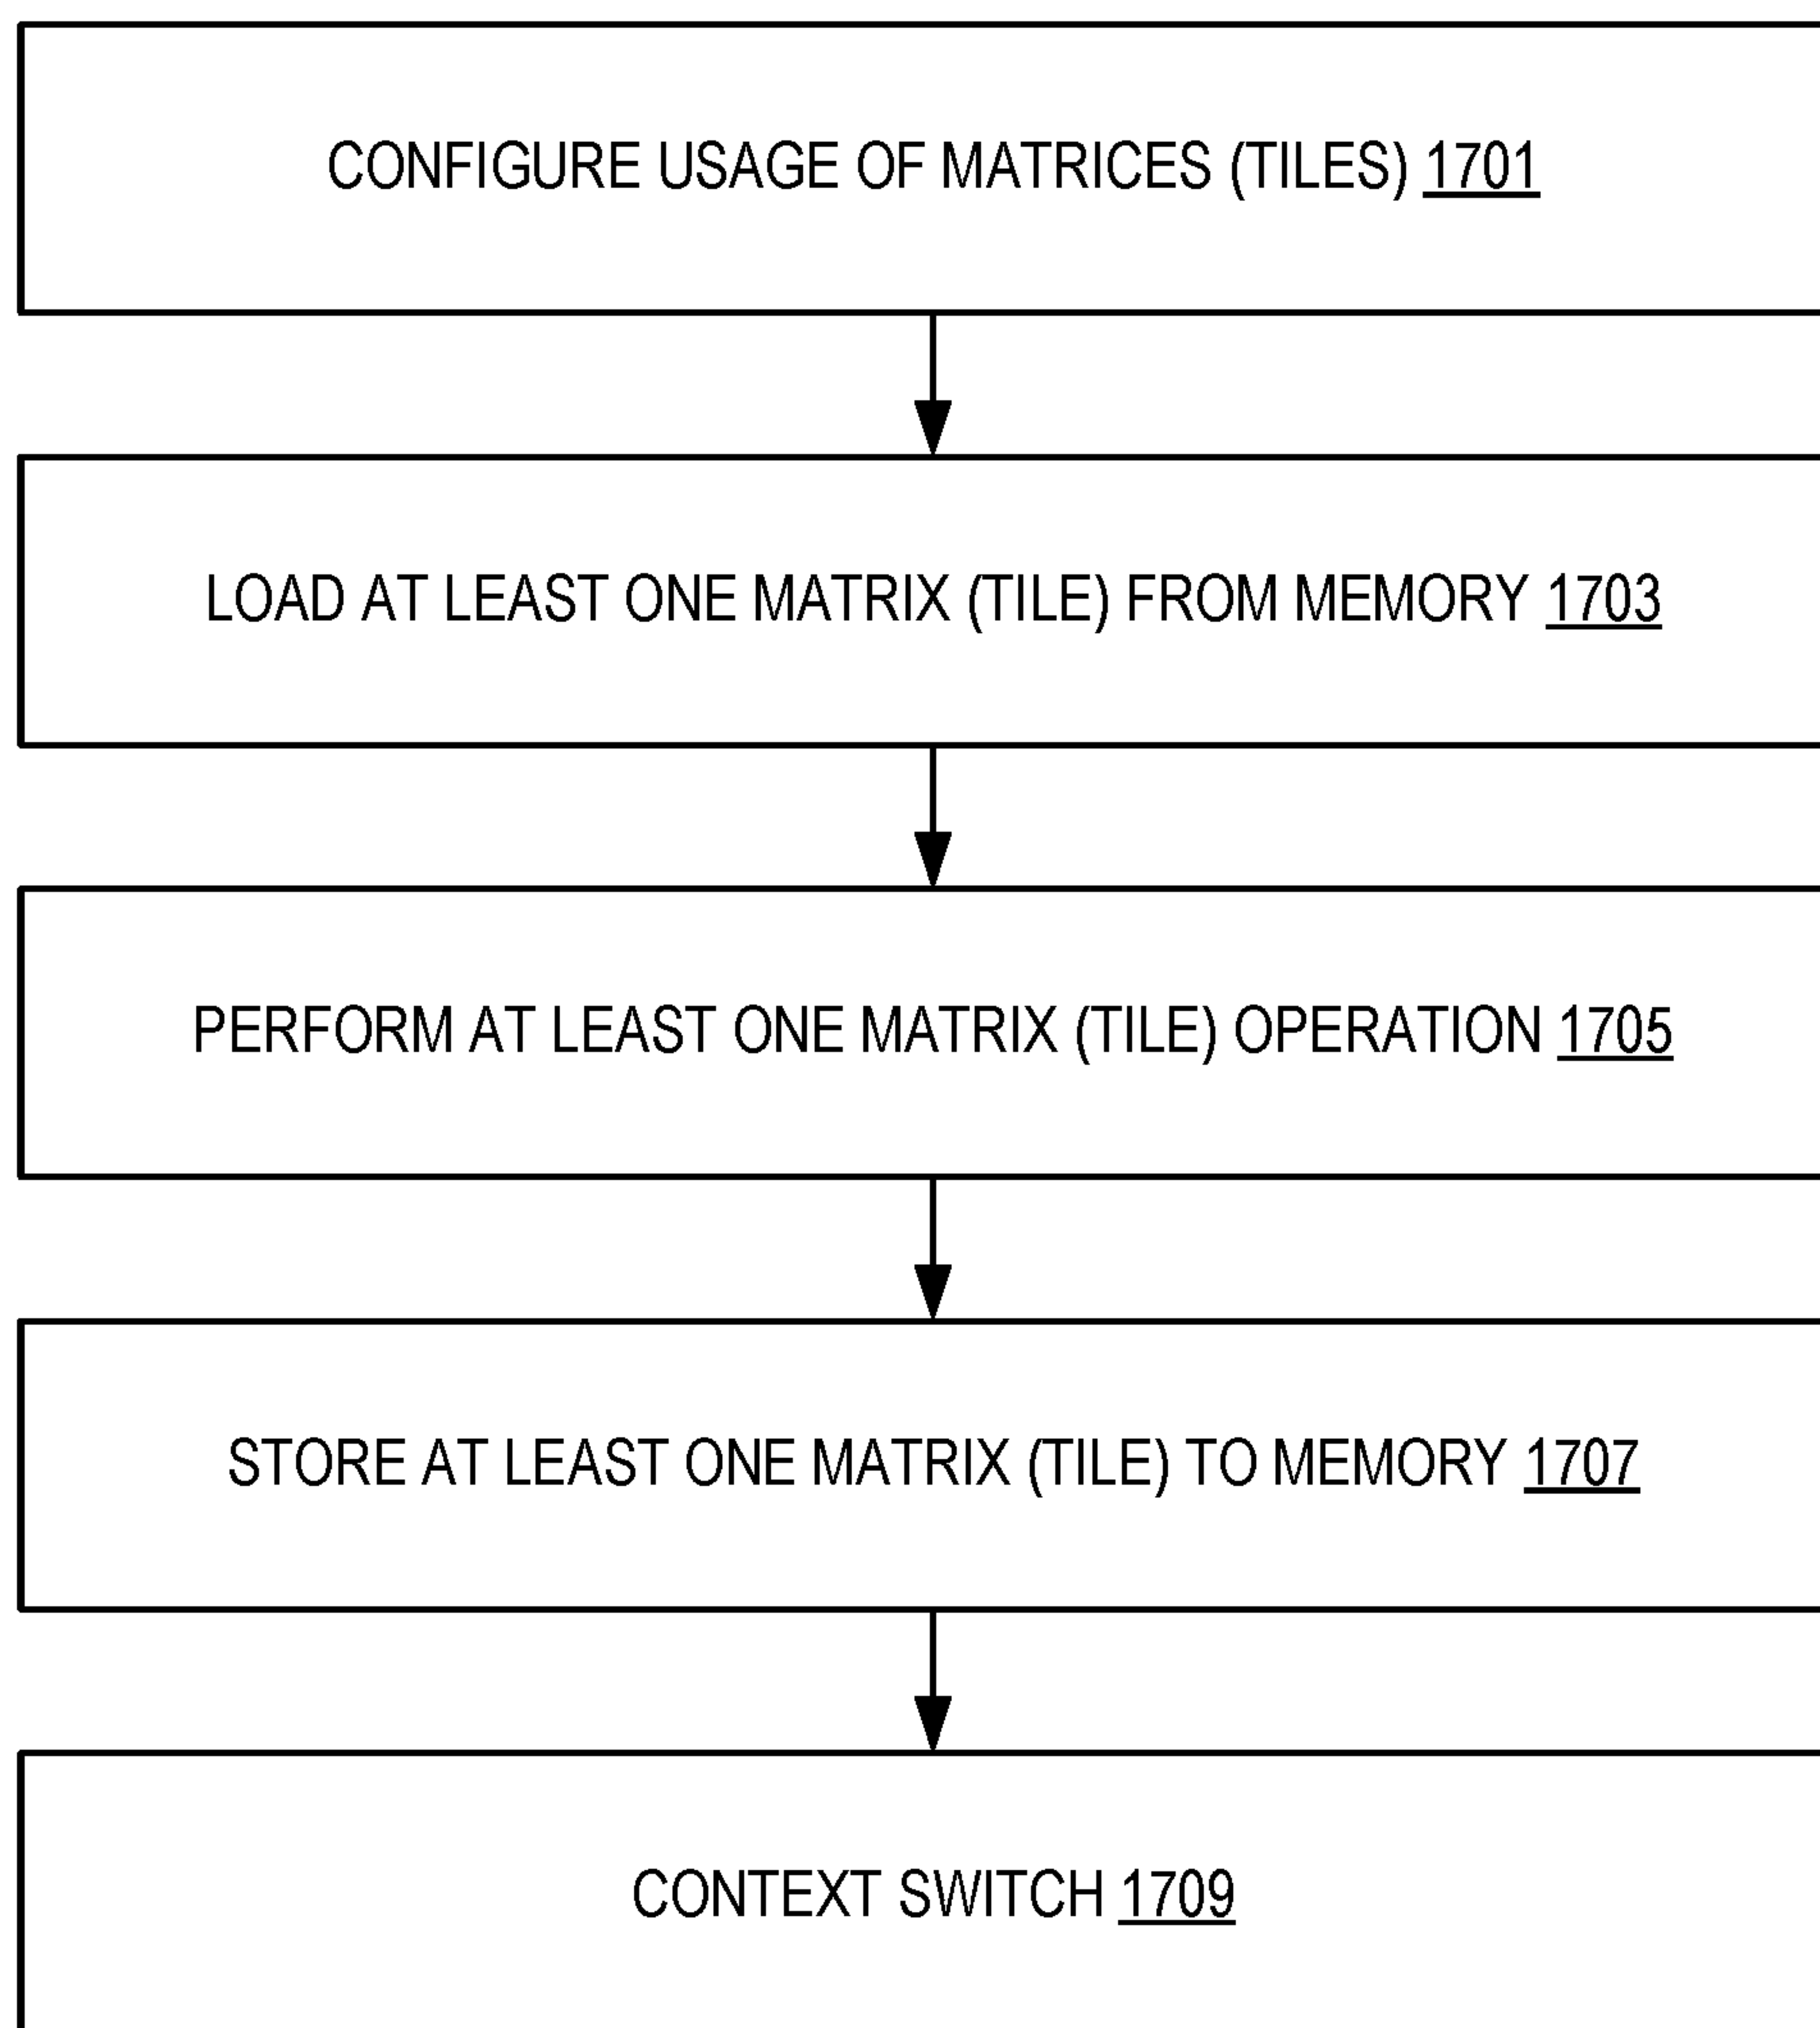 CONFIGURE USAGE OF MATRICES (TILES) 1701
LOAD AT LEAST ONE MATRIX (TILE) FROM MEMORY 1703
PERFORM AT LEAST ONE MATRIX (TILE) OPERATION 1705
STORE AT LEAST ONE MATRIX (TILE) TO MEMORY 1707
CONTEXT SWITCH 1709